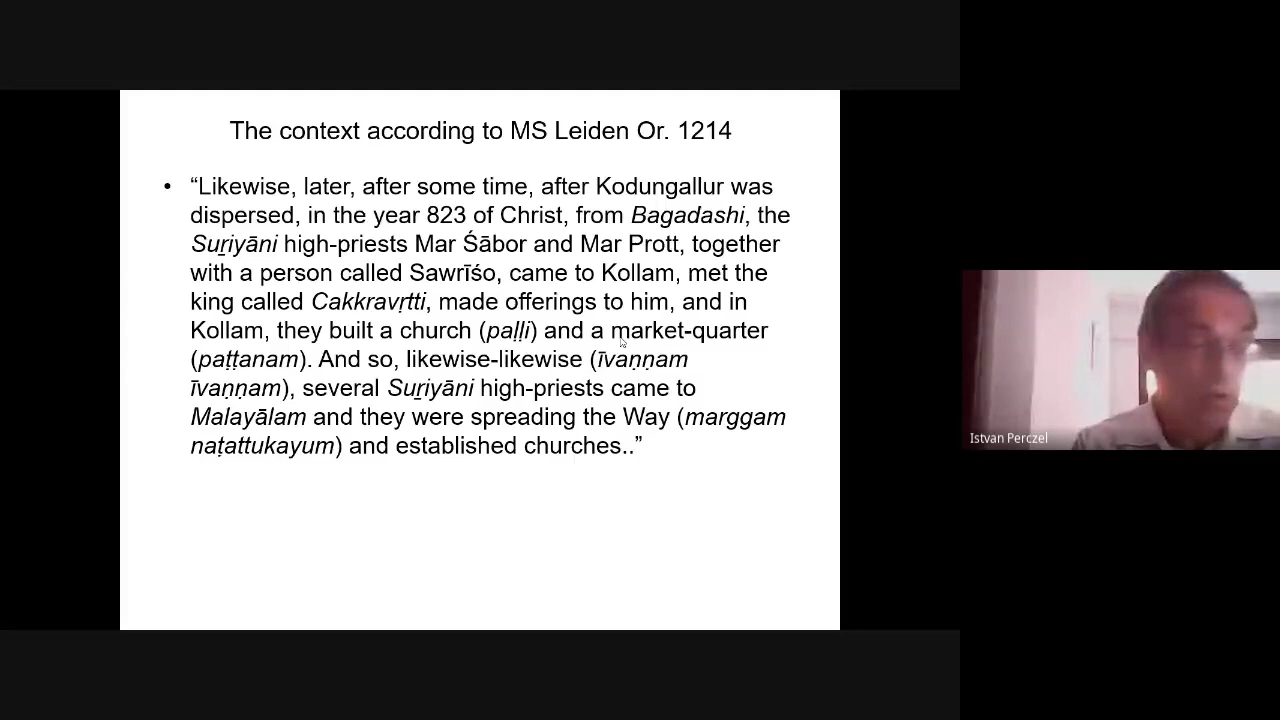 The context according to MS Leiden Or. 1214
• “Likewise, later, after some time, after Kodungallur was
dispersed, in the year 823 of Christ, from Bagadashi, the
Suṟiyāni high-priests Mar Śābor and Mar Prott, together
with a person called Sawrīśo, came to Kollam, met the
king called Cakkravṛtti, made offerings to him, and in
Kollam, they built a church (paḷḷi) and a market-quarter
(paṭṭanam). And so, likewise-likewise (īvaṇṇam
īvaṇṇam), several Suṟiyāni high-priests came to
Malayālam and they were spreading the Way (marggam
naṭattukayum) and established churches..”
Istvan Perczel